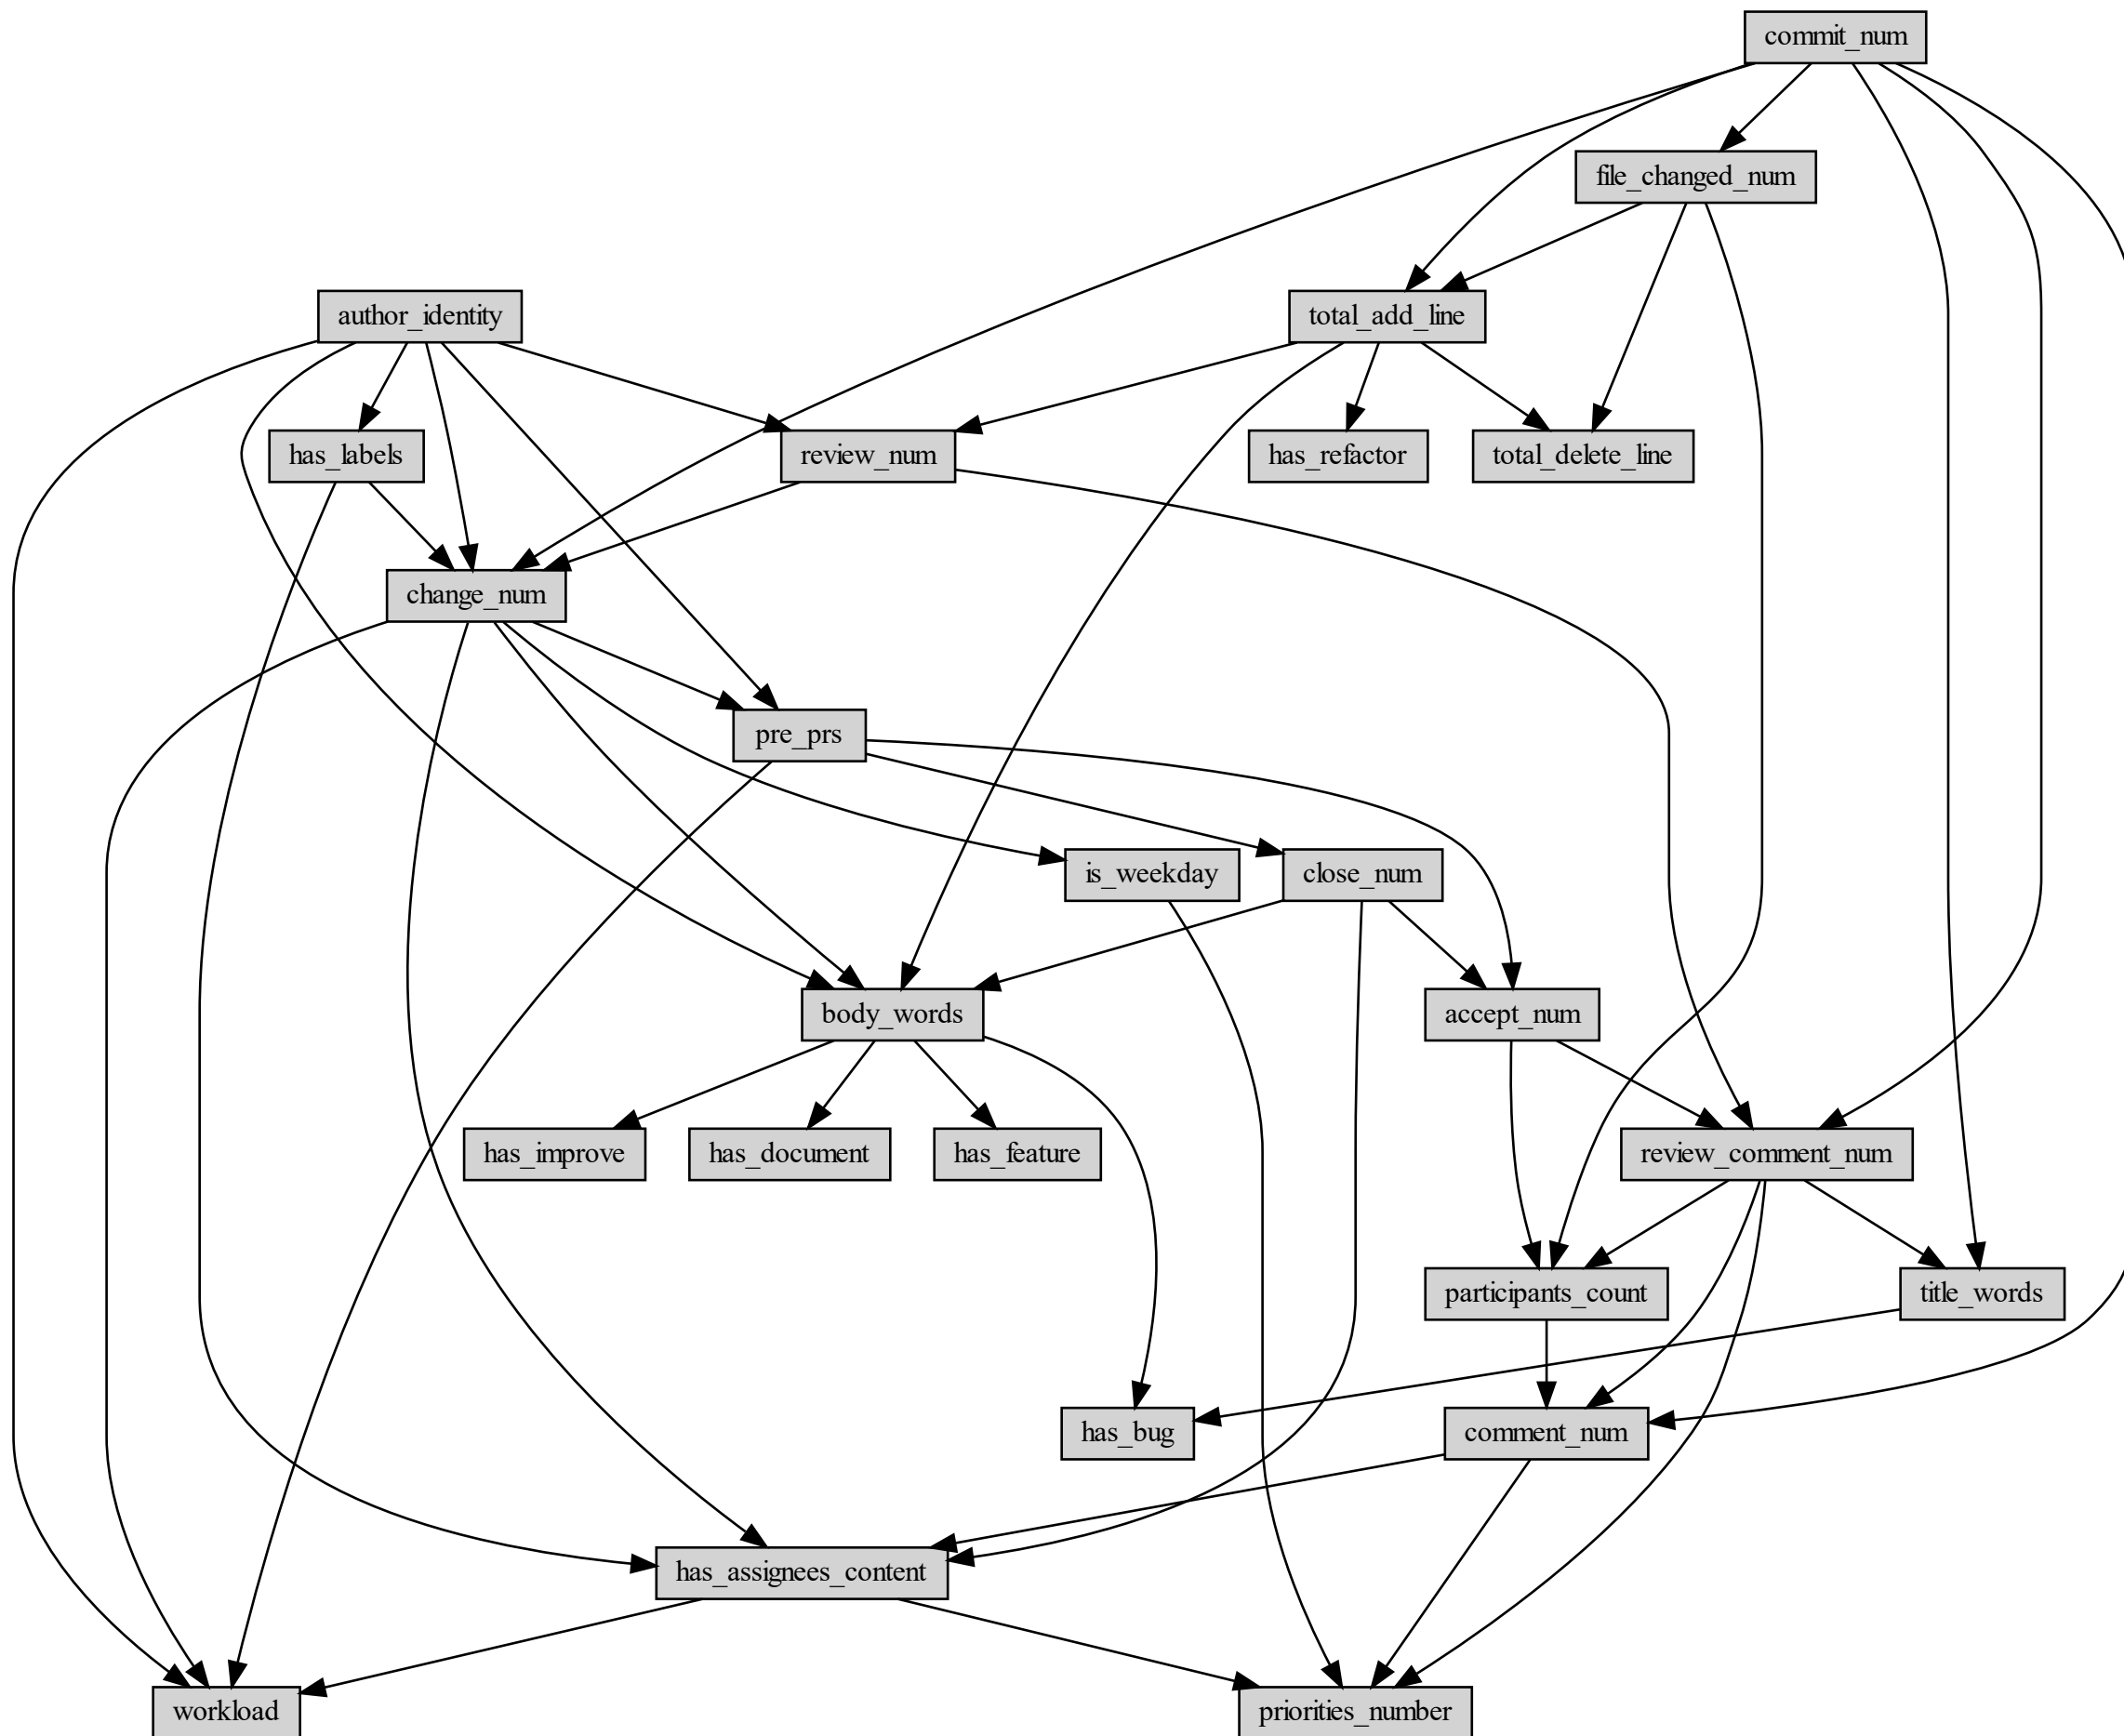 commit_num
file_changed_num
author_identity
total_add_line
has_labels
review_num
has_refactor
total_delete_line
change_num
pre_prs
is_weekday
close_num
body_words
accept_num
has_improve
has_document
has_feature
review_comment_num
participants_count
title_words
has_bug
comment_num
has_assignees_content
workload
priorities_number